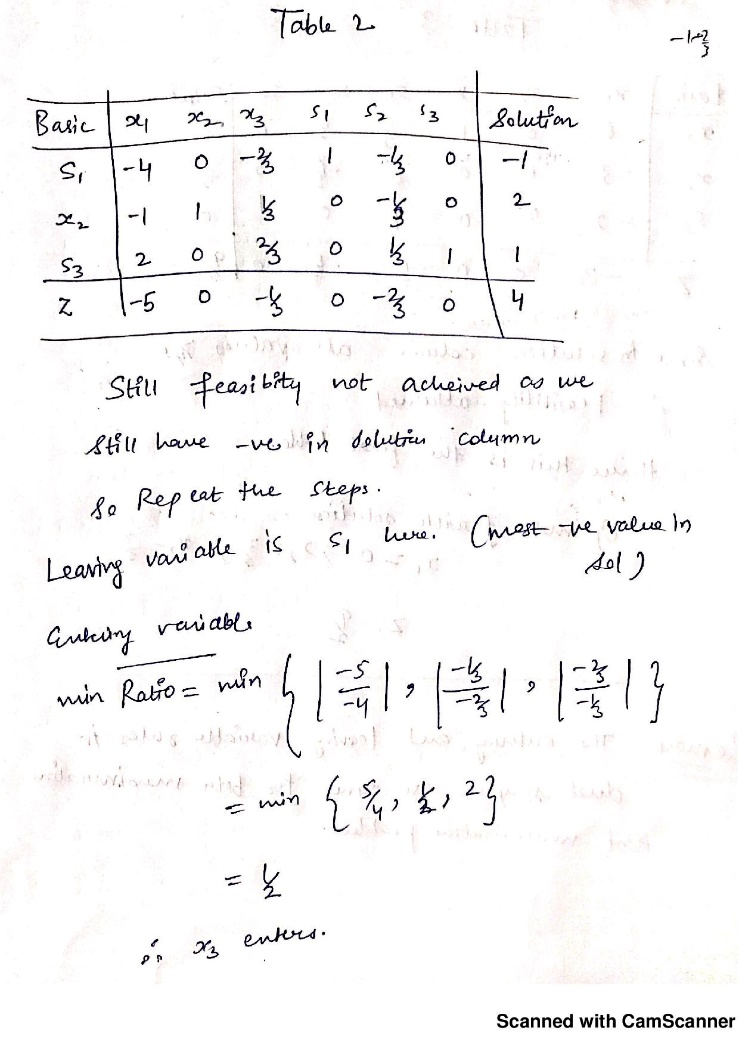 Table 2
-1+2/3
Basic x₁ x₂ x₃ s₁ s₂ s₃ Solution
S₁ -4 0 -2/3 1 -1/3 0 -1
x₂ -1 1 1/3 0 -1/3 0 2
S₃ 2 0 2/3 0 1/3 1 1
Z -5 0 -1/3 0 -2/3 0 4
Still feasibity not acheived as we
still have -ve in solution column
So Repeat the steps.
Leaving variable is s₁ here. (most -ve value in
sol)
Entering variable
min Ratio = min { |-5/-4| , |-1/3/-2/3| , |-2/3/-1/3| }
= min { 5/4, 1/2, 2}
= 1/2
∴ x₃ enters.
Scanned with CamScanner